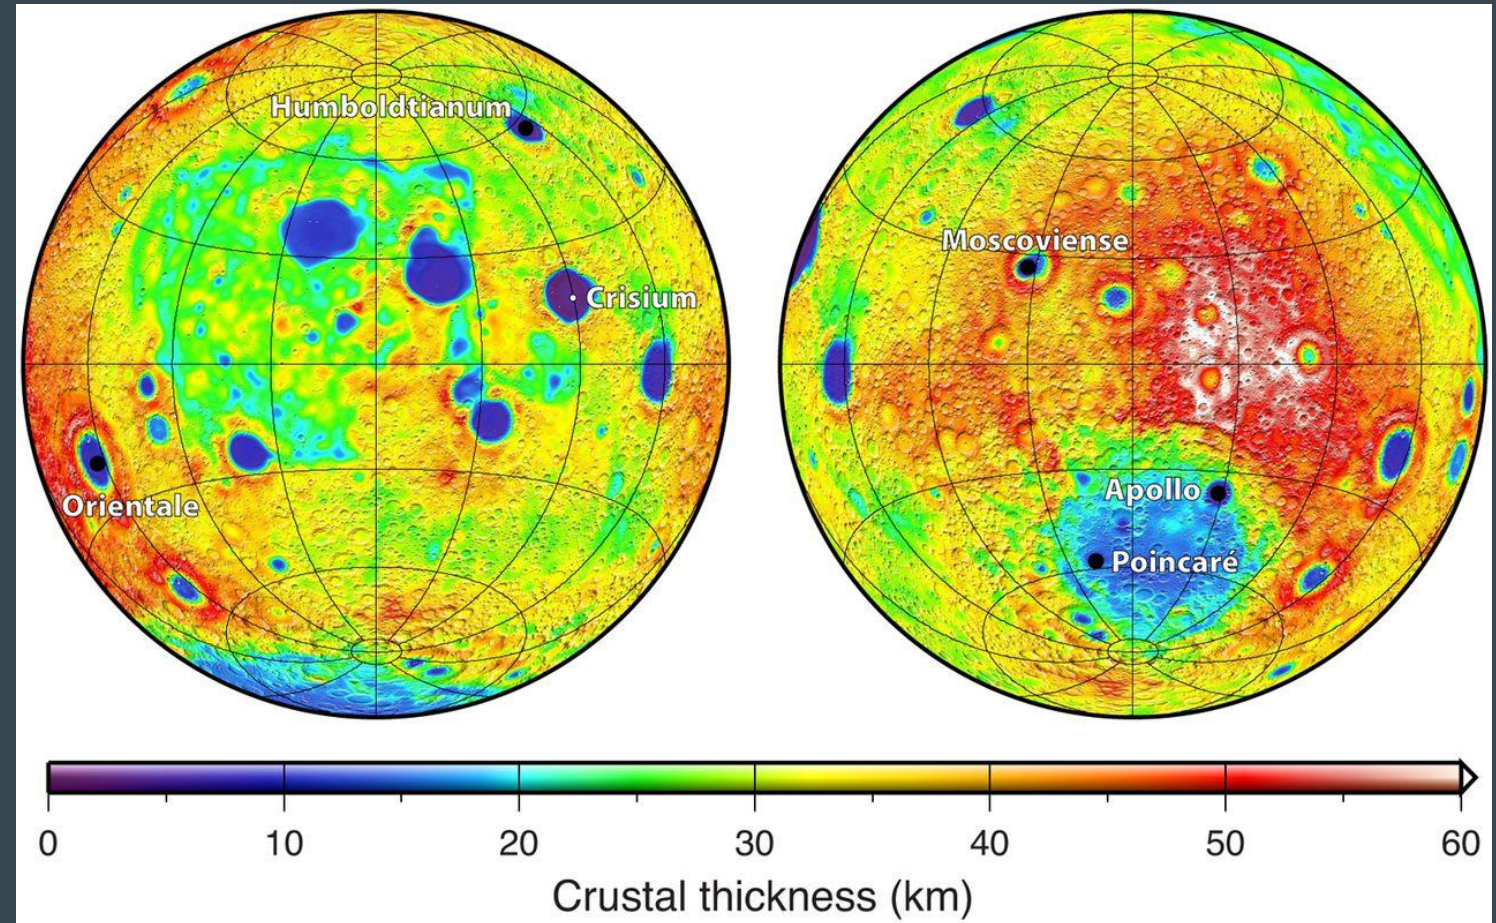 Humboldtianum
Crisium
Orientale
Moscoviense
Apollo
Poincaré
0 10 20 30 40 50 60
Crustal thickness (km)